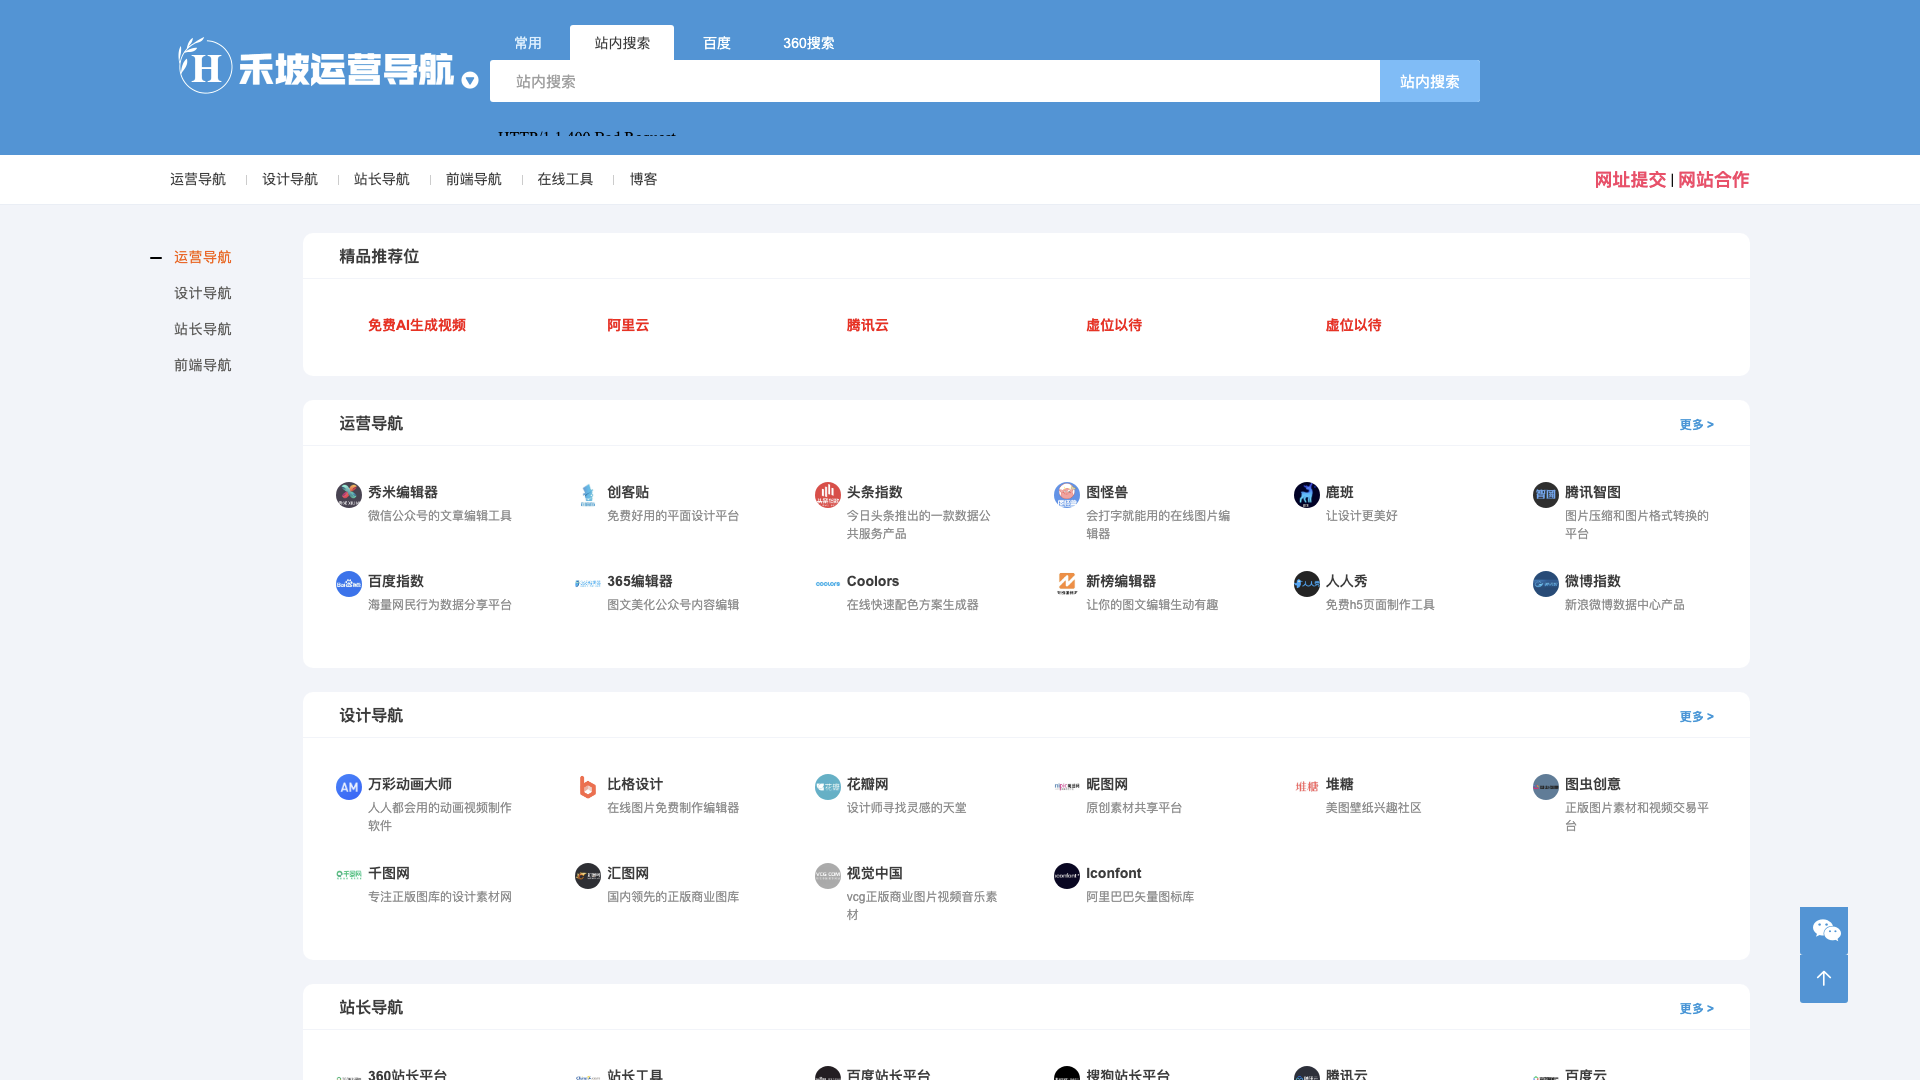 H 禾坡运营导航
常用
站内搜索
百度
360搜索
站内搜索
站内搜索
HTTP/1.1 400 Bad Request
运营导航
设计导航
站长导航
前端导航
在线工具
博客
网址提交 | 网站合作
运营导航
设计导航
站长导航
前端导航
精品推荐位
免费AI生成视频
阿里云
腾讯云
虚位以待
虚位以待
运营导航
更多 >
秀米编辑器
微信公众号的文章编辑工具
创客贴
免费好用的平面设计平台
头条指数
今日头条推出的一款数据公
共服务产品
图怪兽
会打字就能用的在线图片编
辑器
鹿班
让设计更美好
腾讯智图
图片压缩和图片格式转换的
平台
百度指数
海量网民行为数据分享平台
365编辑器
图文美化公众号内容编辑
Coolors
在线快速配色方案生成器
新榜编辑器
让你的图文编辑生动有趣
人人秀
免费h5页面制作工具
微博指数
新浪微博数据中心产品
设计导航
更多 >
AM
万彩动画大师
人人都会用的动画视频制作
软件
比格设计
在线图片免费制作编辑器
花瓣网
设计师寻找灵感的天堂
昵图网
原创素材共享平台
堆糖
堆糖
美图壁纸兴趣社区
图虫创意
正版图片素材和视频交易平
台
千图网
专注正版图库的设计素材网
汇图网
国内领先的正版商业图库
视觉中国
vcg正版商业图片视频音乐素
材
Iconfont
阿里巴巴矢量图标库
站长导航
更多 >
360站长平台
站长工具
百度站长平台
搜狗站长平台
腾讯云
百度云